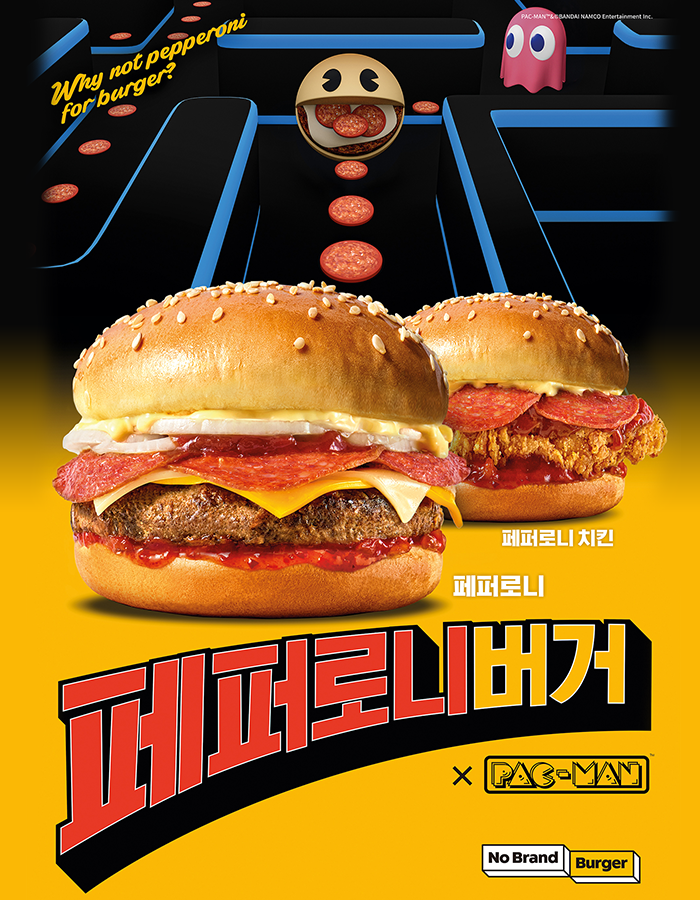 PAC-MAN™&©BANDAI NAMCO Entertainment Inc.
Why not pepperoni
for burger?
페퍼로니 치킨
페퍼로니
페퍼로니버거
× PAC-MAN™
No Brand Burger